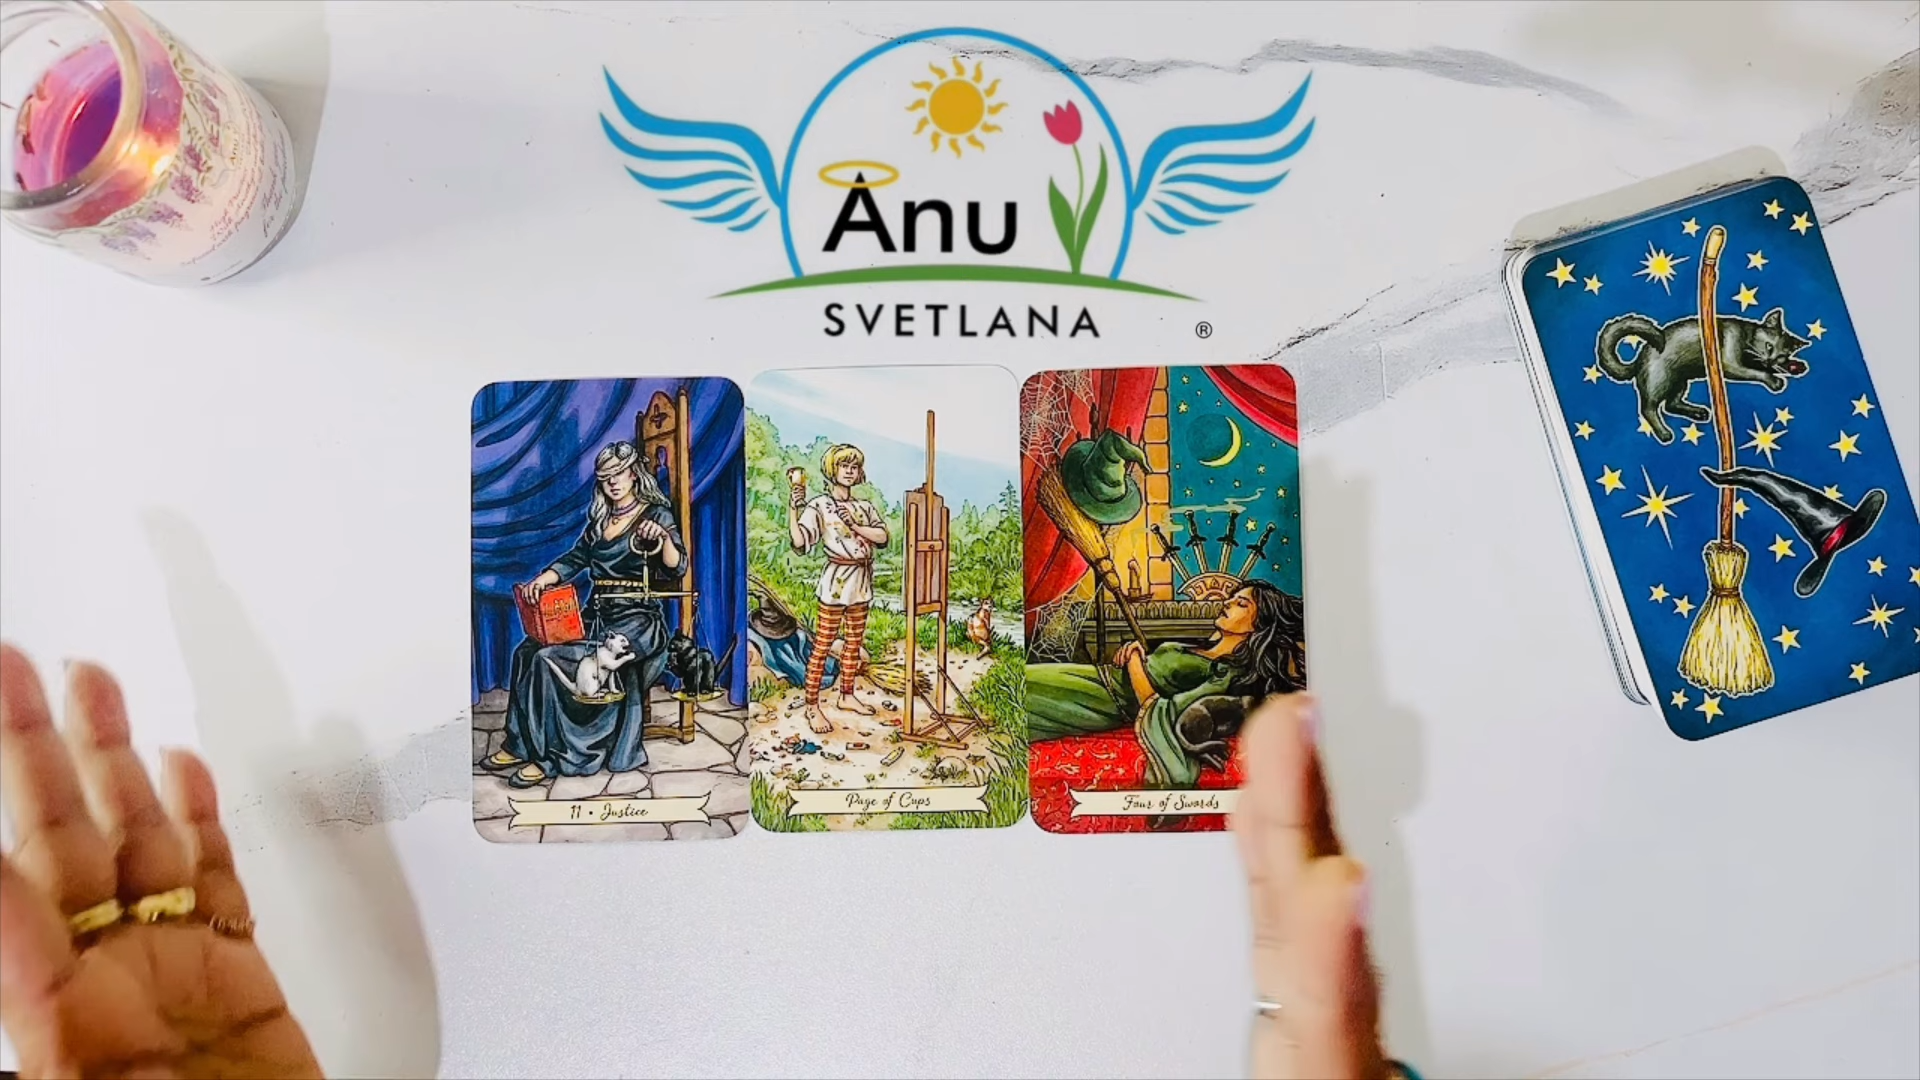 Anu
SVETLANA
®
11 • Justice
Page of Cups
Four of Swords